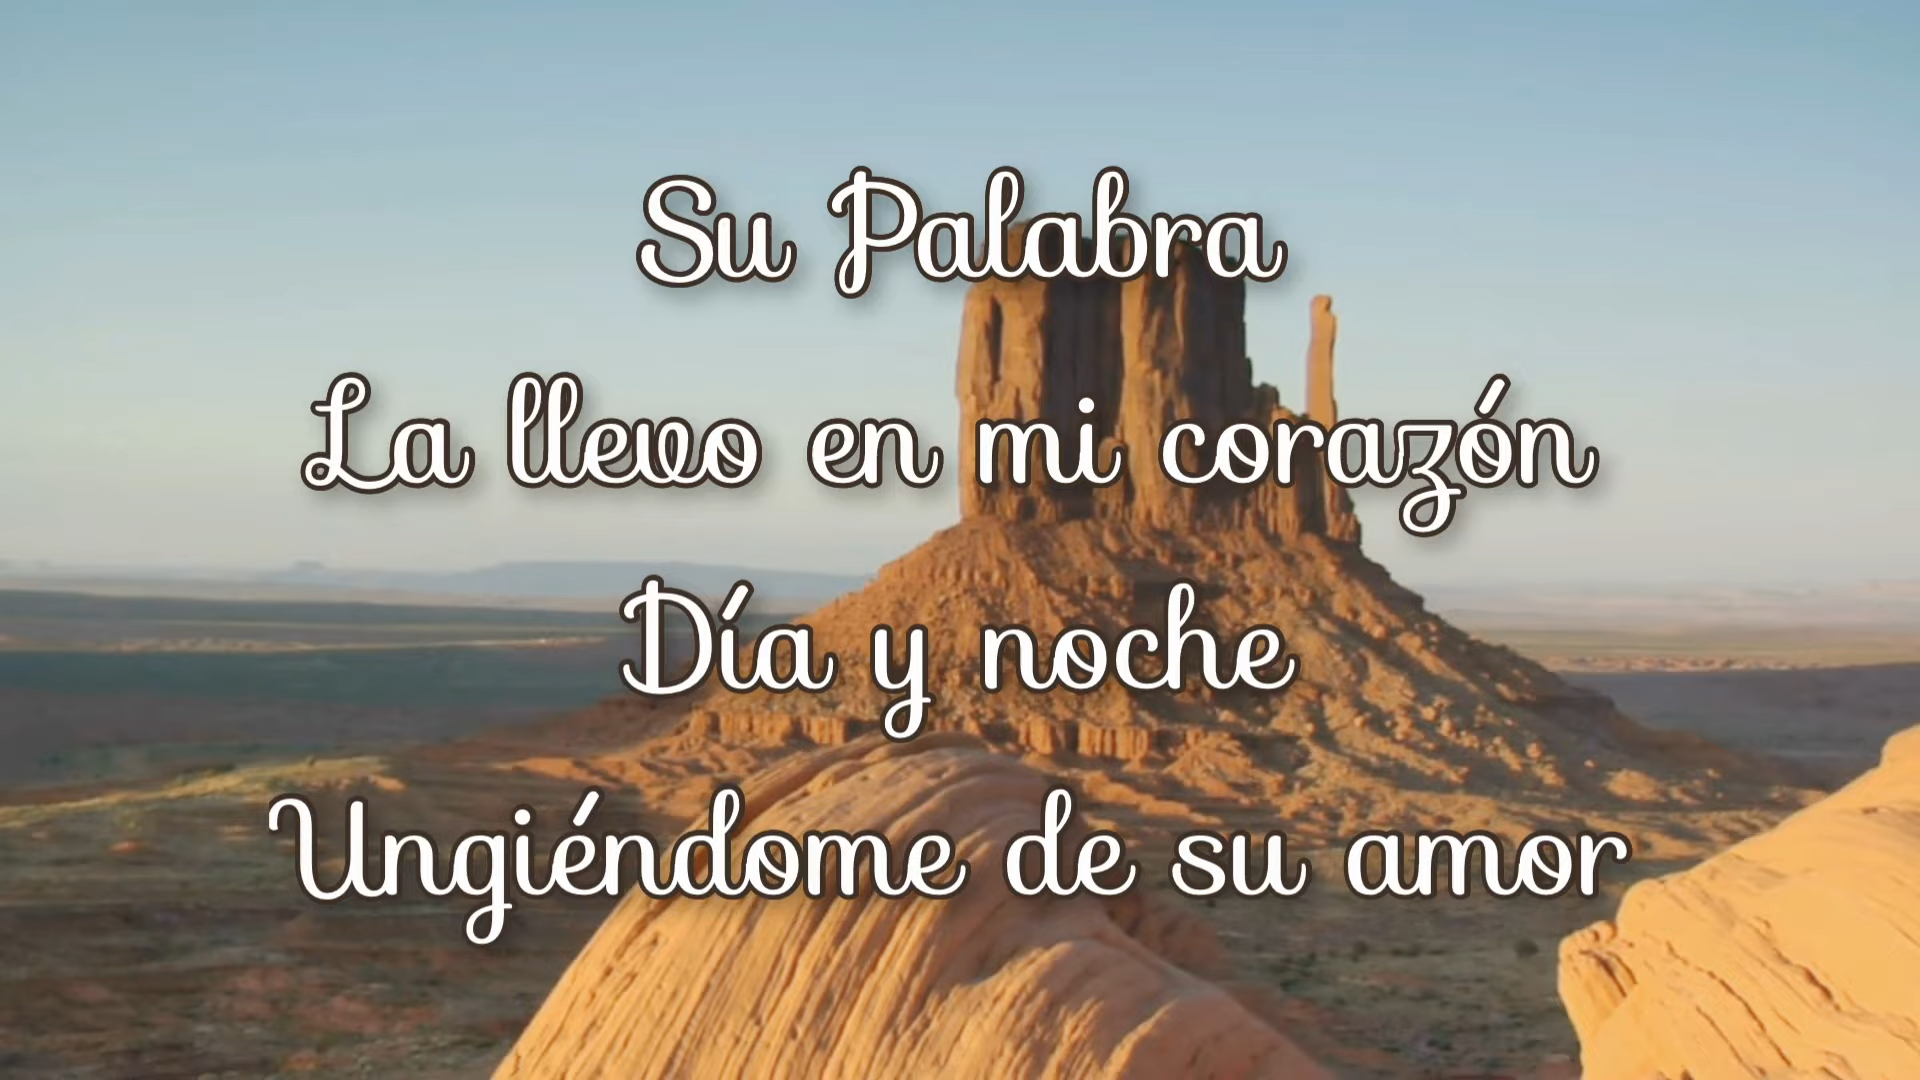 Su Palabra
La llevo en mi corazón
Día y noche
Ungiéndome de su amor